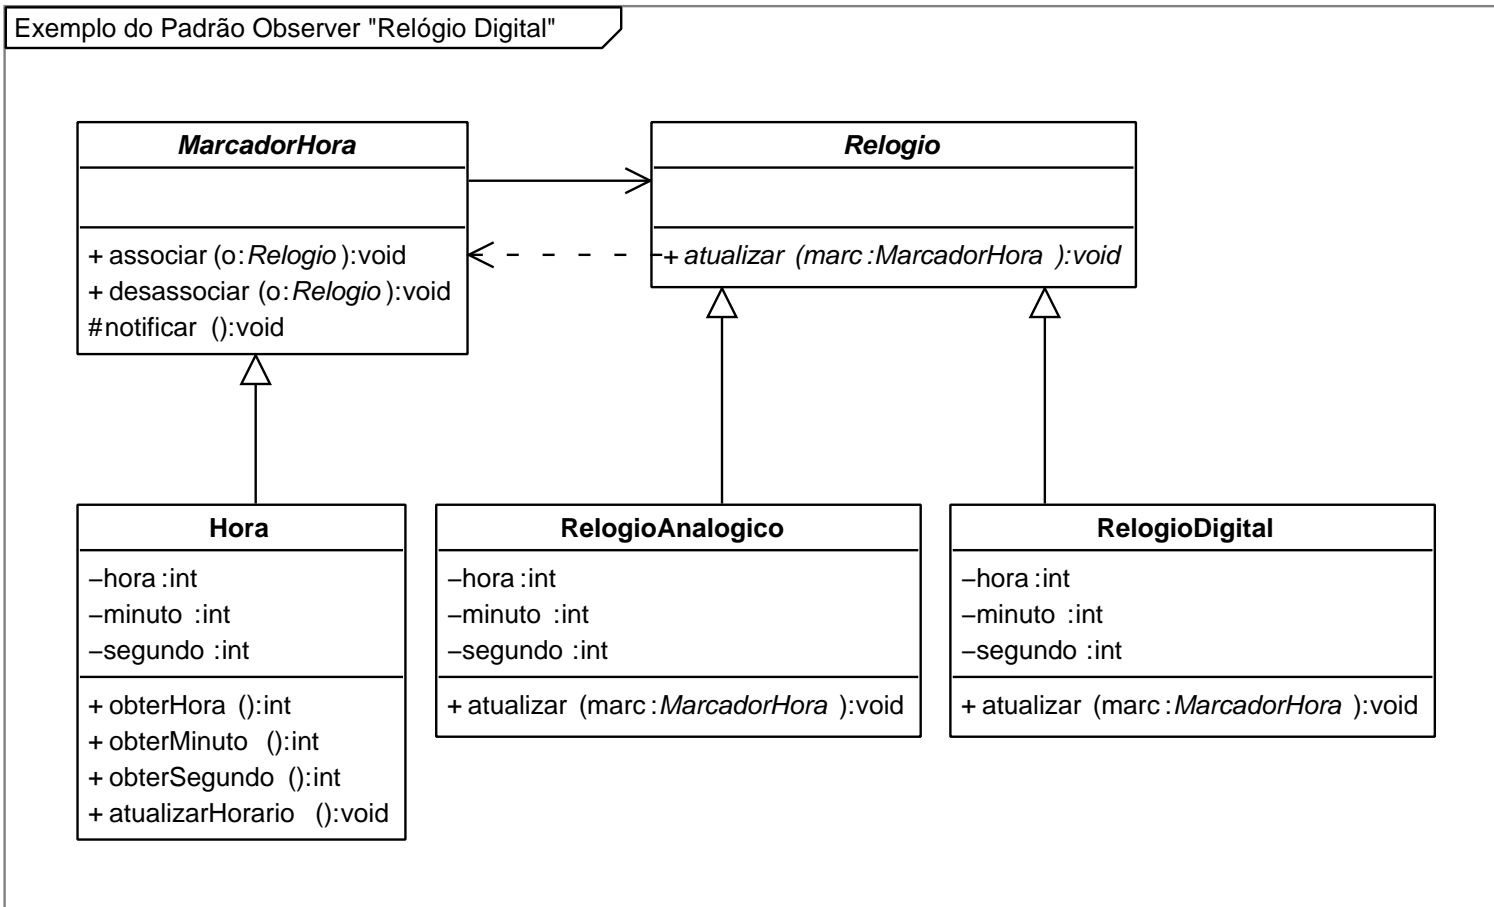 Exemplo do Padrão Observer "Relógio Digital"
MarcadorHora
+ associar (o:Relogio):void
+ desassociar (o:Relogio):void
#notificar ():void
Relogio
+ atualizar (marc:MarcadorHora ):void
Hora
−hora:int
−minuto :int
−segundo :int
+ obterHora ():int
+ obterMinuto ():int
+ obterSegundo ():int
+ atualizarHorario ():void
RelogioAnalogico
−hora:int
−minuto :int
−segundo :int
+ atualizar (marc:MarcadorHora ):void
RelogioDigital
−hora:int
−minuto :int
−segundo :int
+ atualizar (marc:MarcadorHora ):void